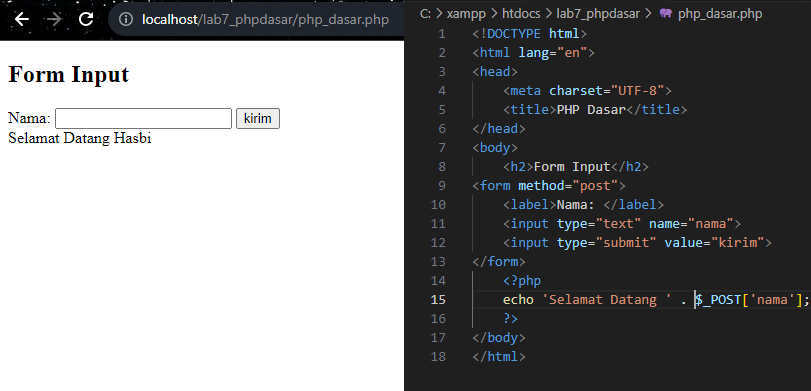 localhost/lab7_phpdasar/php_dasar.php
Form Input
Nama: kirim
Selamat Datang Hasbi
C: > xampp > htdocs > lab7_phpdasar > php_dasar.php
1 <!DOCTYPE html>
2 <html lang="en">
3 <head>
4 <meta charset="UTF-8">
5 <title>PHP Dasar</title>
6 </head>
7 <body>
8 <h2>Form Input</h2>
9 <form method="post">
10 <label>Nama: </label>
11 <input type="text" name="nama">
12 <input type="submit" value="kirim">
13 </form>
14 <?php
15 echo 'Selamat Datang ' . $_POST['nama'];
16 ?>
17 </body>
18 </html>